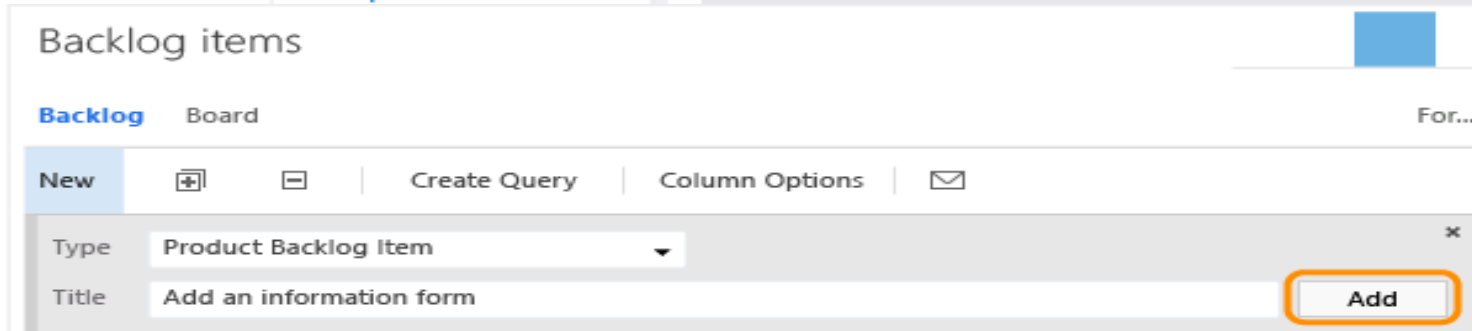 Backlog items
Backlog Board For...
New Create Query Column Options
Type Product Backlog Item
Title Add an information form Add